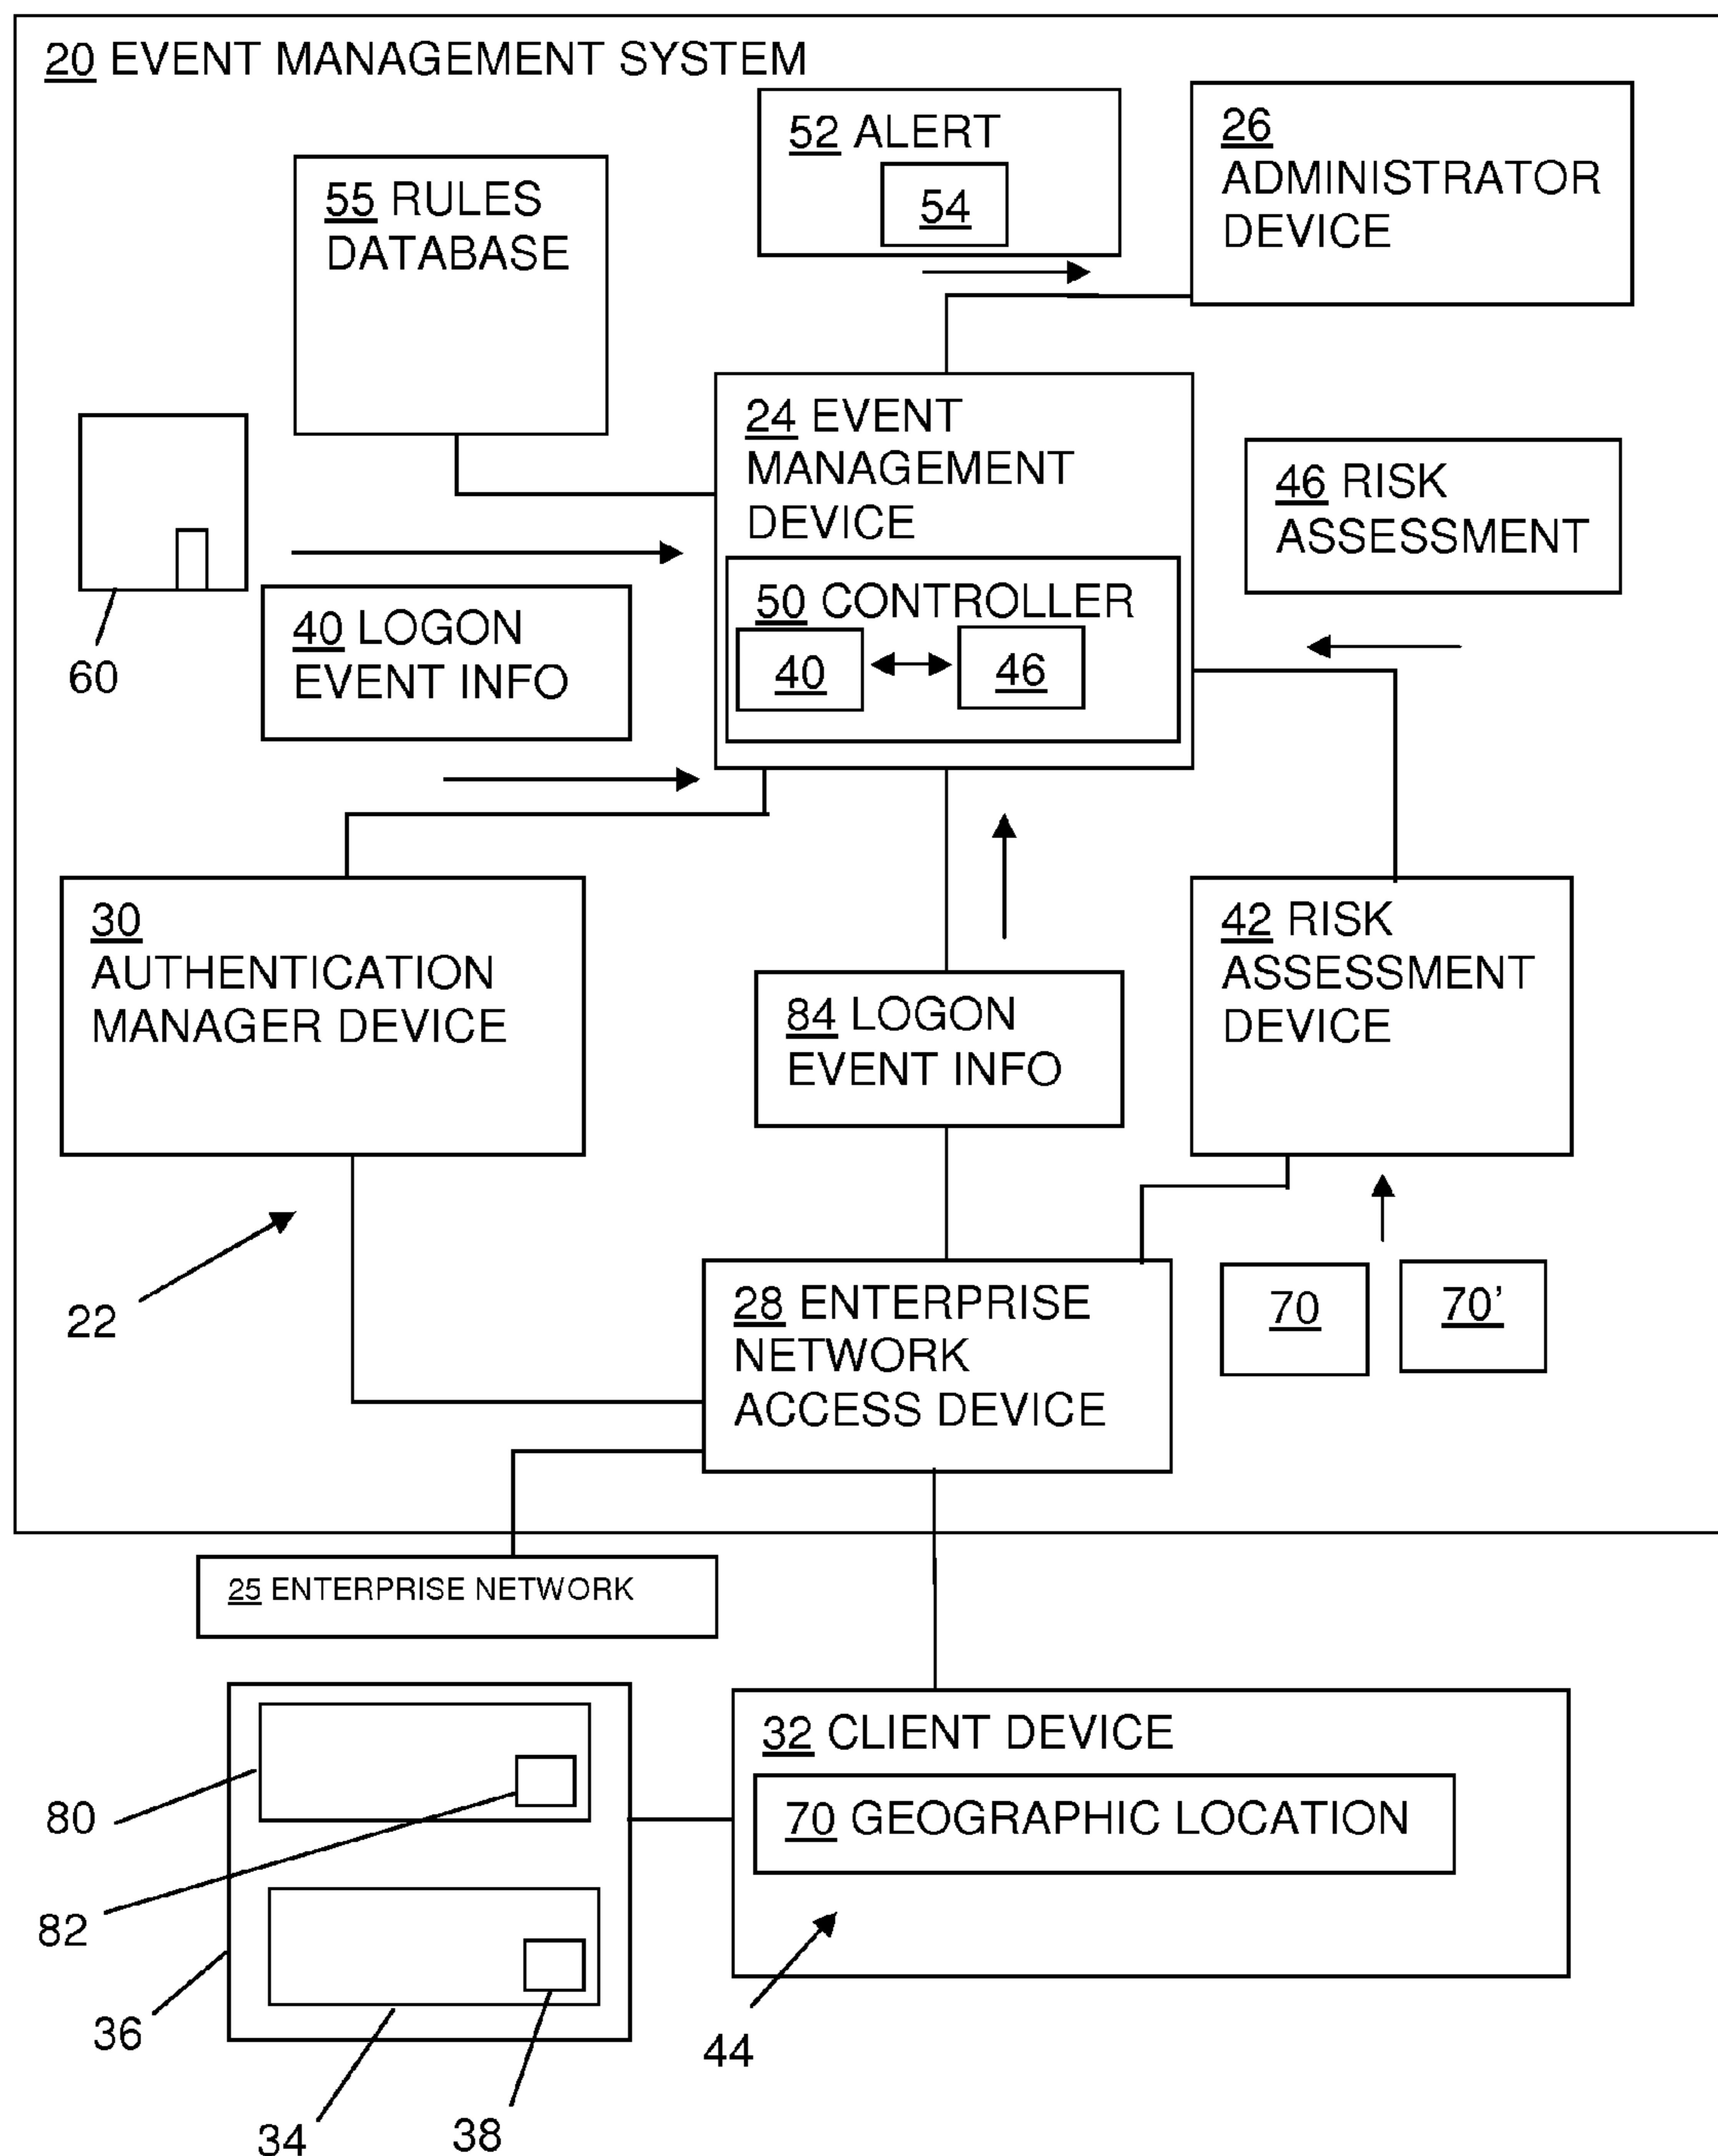 20 EVENT MANAGEMENT SYSTEM
52 ALERT
54
26
ADMINISTRATOR
DEVICE
55 RULES
DATABASE
24 EVENT
MANAGEMENT
DEVICE
46 RISK
ASSESSMENT
50 CONTROLLER
40
46
60
40 LOGON
EVENT INFO
30
AUTHENTICATION
MANAGER DEVICE
84 LOGON
EVENT INFO
42 RISK
ASSESSMENT
DEVICE
22
28 ENTERPRISE
NETWORK
ACCESS DEVICE
70
70'
25 ENTERPRISE NETWORK
32 CLIENT DEVICE
70 GEOGRAPHIC LOCATION
80
82
36
34
38
44